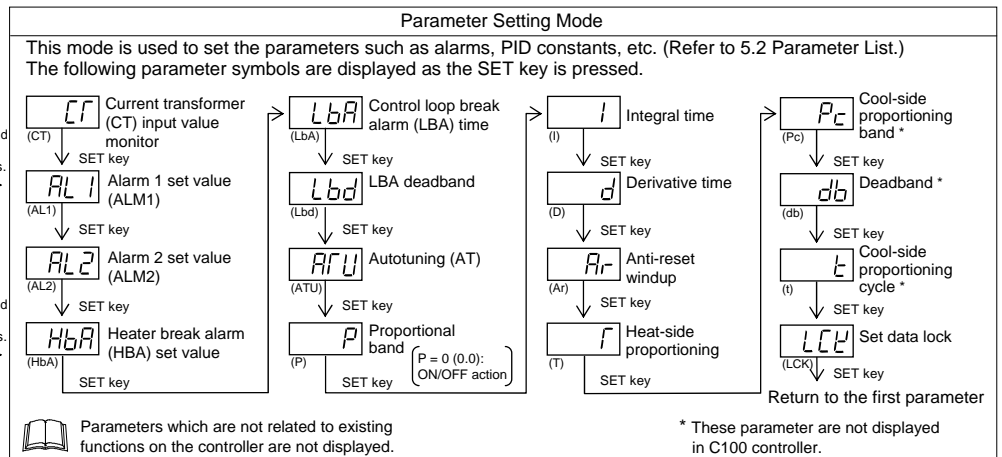 Parameter Setting Mode
This mode is used to set the parameters such as alarms, PID constants, etc. (Refer to 5.2 Parameter List.)
The following parameter symbols are displayed as the SET key is pressed.
CT
(CT)
Current transformer
(CT) input value
monitor
SET key
AL1
(AL1)
Alarm 1 set value
(ALM1)
SET key
AL2
(AL2)
Alarm 2 set value
(ALM2)
SET key
HbA
(HbA)
Heater break alarm
(HBA) set value
SET key
LbA
(LbA)
Control loop break
alarm (LBA) time
SET key
Lbd
(Lbd)
LBA deadband
SET key
ATU
(ATU)
Autotuning (AT)
SET key
P
(P)
Proportional
band
P = 0 (0.0):
ON/OFF action
SET key
I
(I)
Integral time
SET key
d
(D)
Derivative time
SET key
Ar
(Ar)
Anti-reset
windup
SET key
T
(T)
Heat-side
proportioning
SET key
Pc
(Pc)
Cool-side
proportioning
band *
SET key
db
(db)
Deadband *
SET key
t
(t)
Cool-side
proportioning
cycle *
SET key
LCK
(LCK)
Set data lock
SET key
Return to the first parameter
Parameters which are not related to existing
functions on the controller are not displayed.
* These parameter are not displayed
in C100 controller.